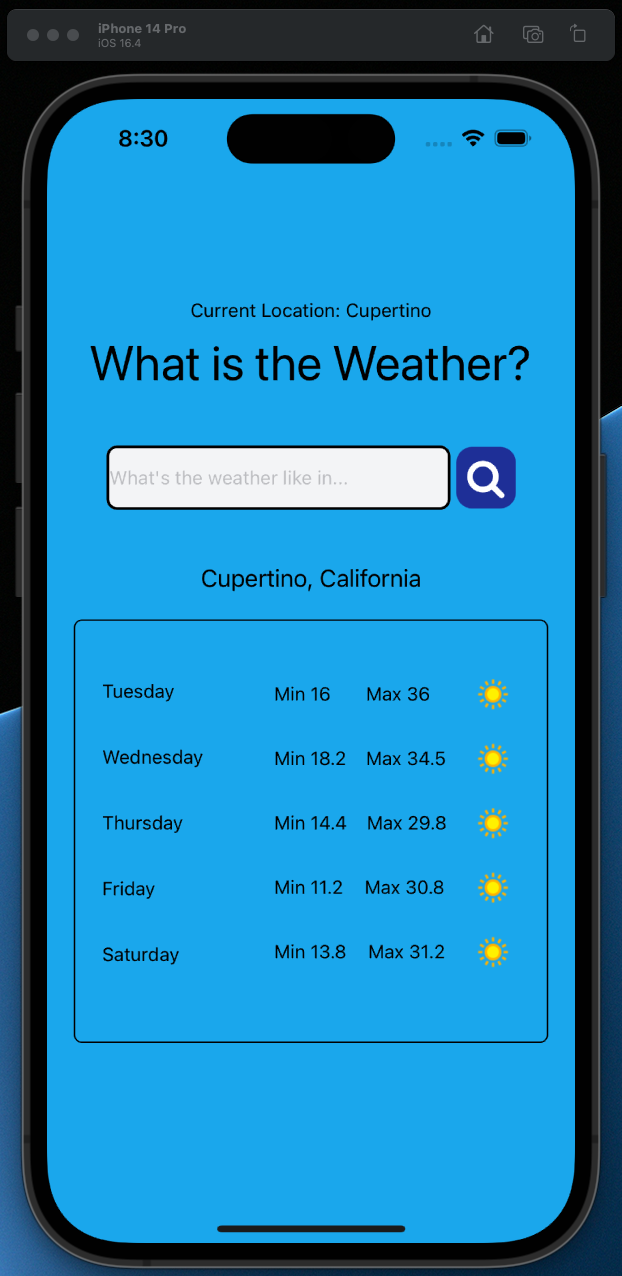 iPhone 14 Pro
iOS 16.4
8:30
Current Location: Cupertino
What is the Weather?
What's the weather like in...
Cupertino, California
Tuesday Min 16 Max 36
Wednesday Min 18.2 Max 34.5
Thursday Min 14.4 Max 29.8
Friday Min 11.2 Max 30.8
Saturday Min 13.8 Max 31.2